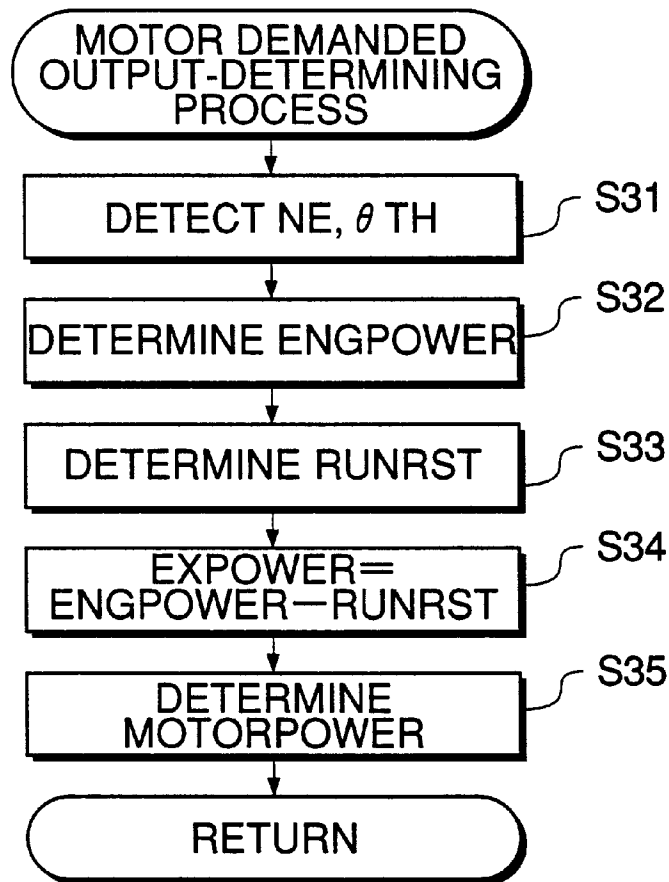 MOTOR DEMANDED
OUTPUT-DETERMINING
PROCESS
DETECT NE, θ TH
S31
DETERMINE ENGPOWER
S32
DETERMINE RUNRST
S33
EXPOWER=
ENGPOWER−RUNRST
S34
DETERMINE
MOTORPOWER
S35
RETURN